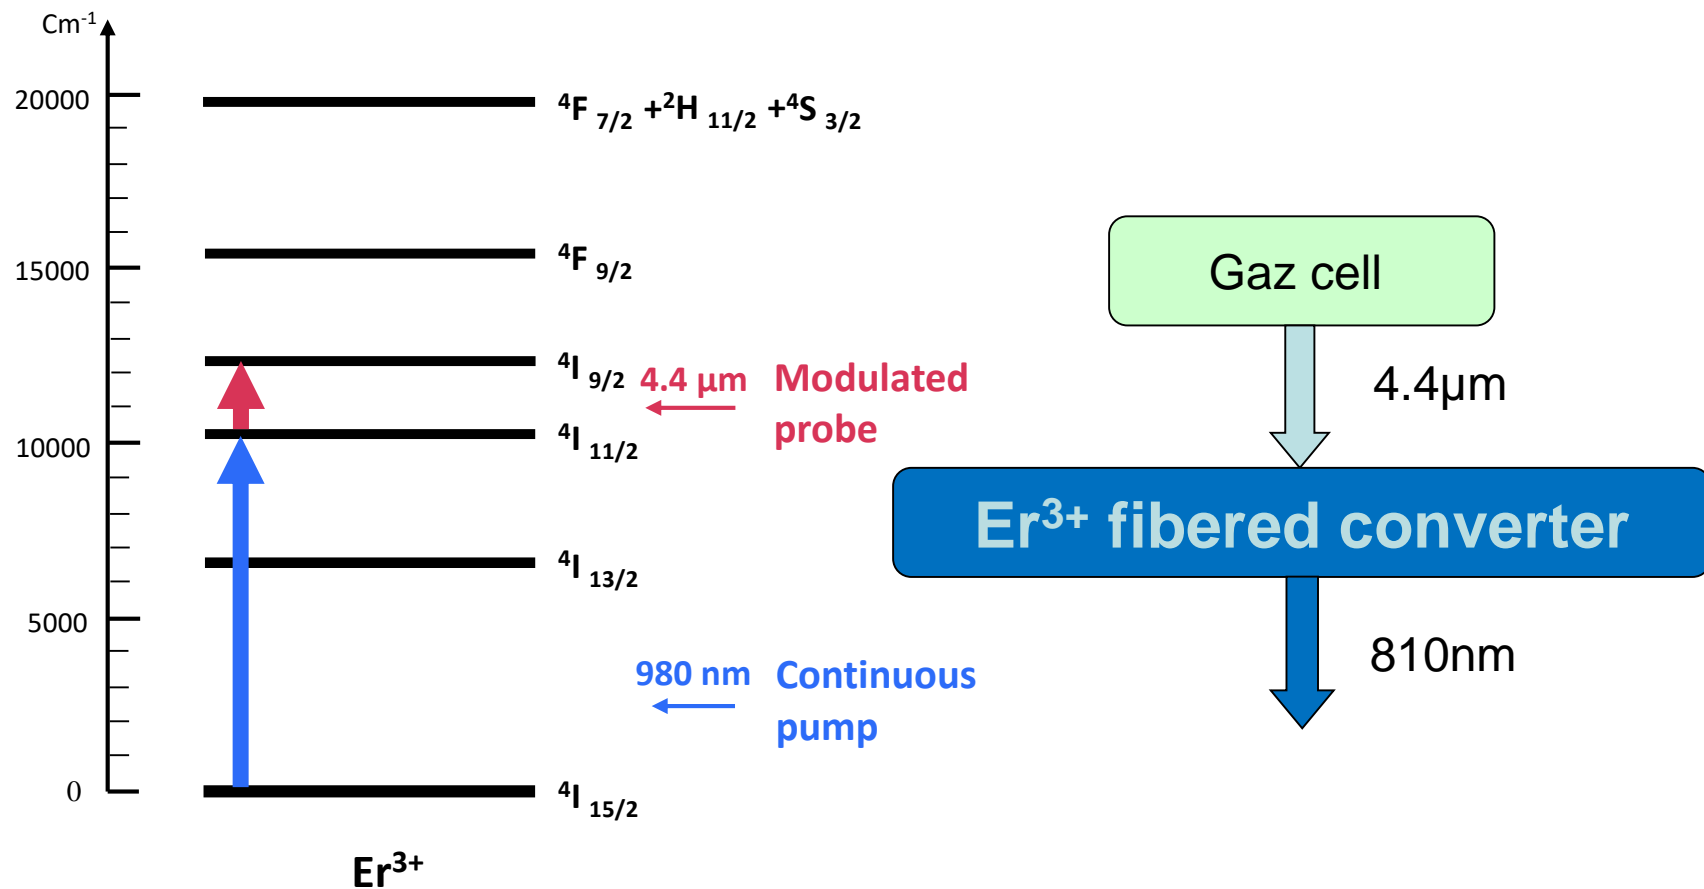 Cm⁻¹
20000
⁴F 7/2 +²H 11/2 +⁴S 3/2
15000
⁴F 9/2
⁴I 9/2
4.4 µm
Modulated
probe
10000
⁴I 11/2
⁴I 13/2
5000
980 nm
Continuous
pump
0
⁴I 15/2
Er³⁺
Gaz cell
4.4µm
Er³⁺ fibered converter
810nm